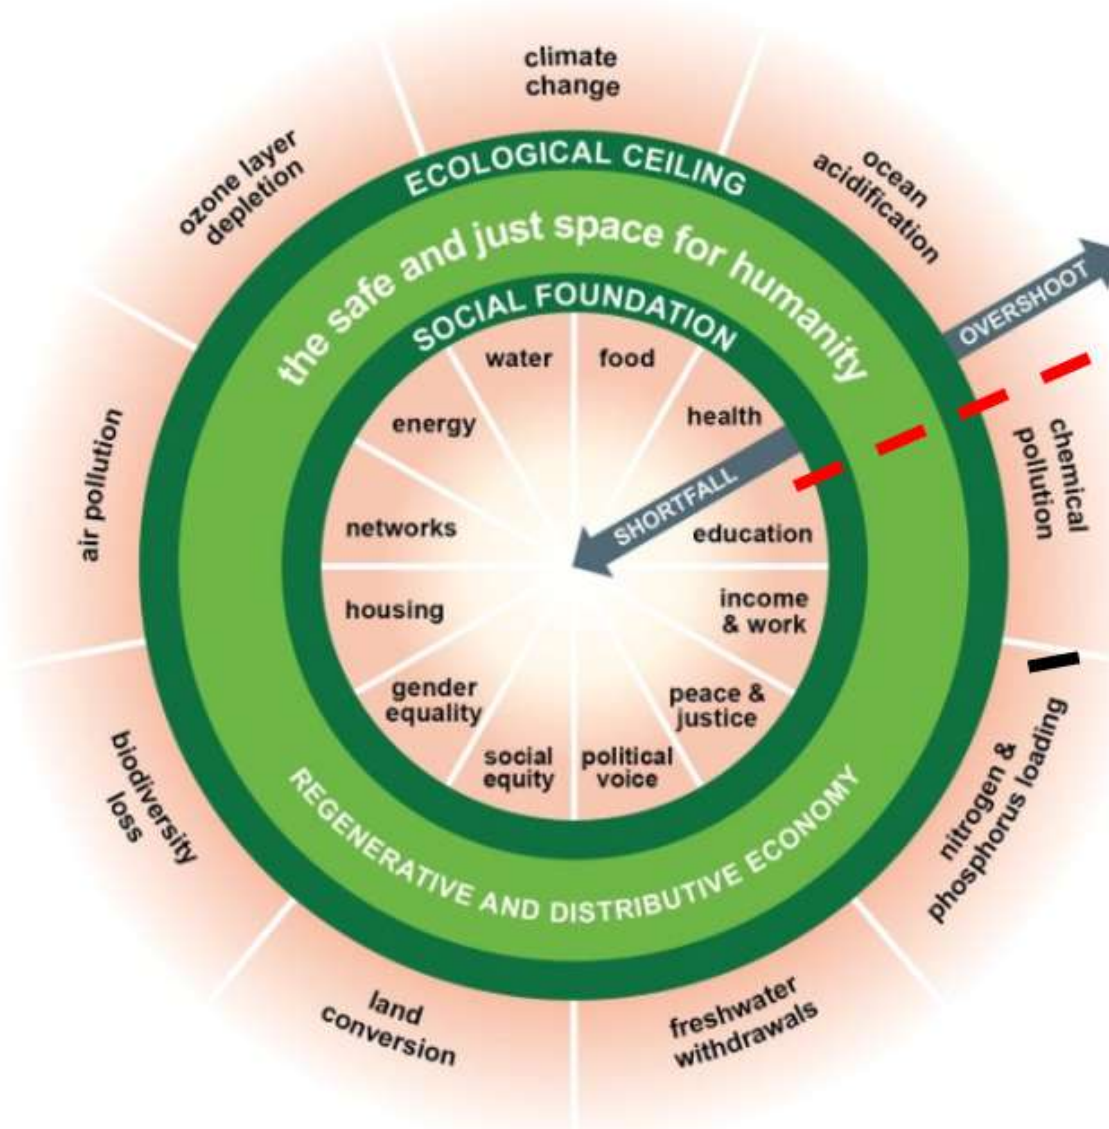 climate
change
ozone layer
depletion
ocean
acidification
ECOLOGICAL CEILING
the safe and just space for humanity
SOCIAL FOUNDATION
OVERSHOOT
water
food
energy
health
SHORTFALL
air pollution
chemical
pollution
networks
education
housing
income
& work
gender
equality
peace &
justice
social
equity
political
voice
REGENERATIVE AND DISTRIBUTIVE ECONOMY
biodiversity
loss
nitrogen &
phosphorus loading
land
conversion
freshwater
withdrawals